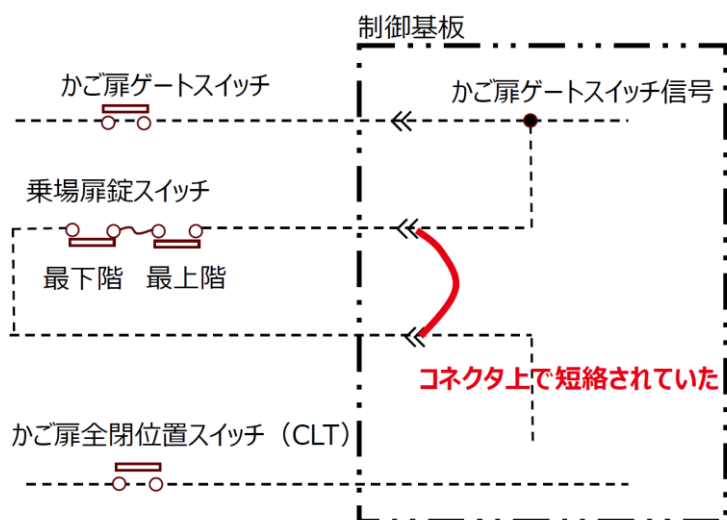 制御基板
かご扉ゲートスイッチ
かご扉ゲートスイッチ信号
乗場扉錠スイッチ
最下階 最上階
コネクタ上で短絡されていた
かご扉全閉位置スイッチ（CLT）